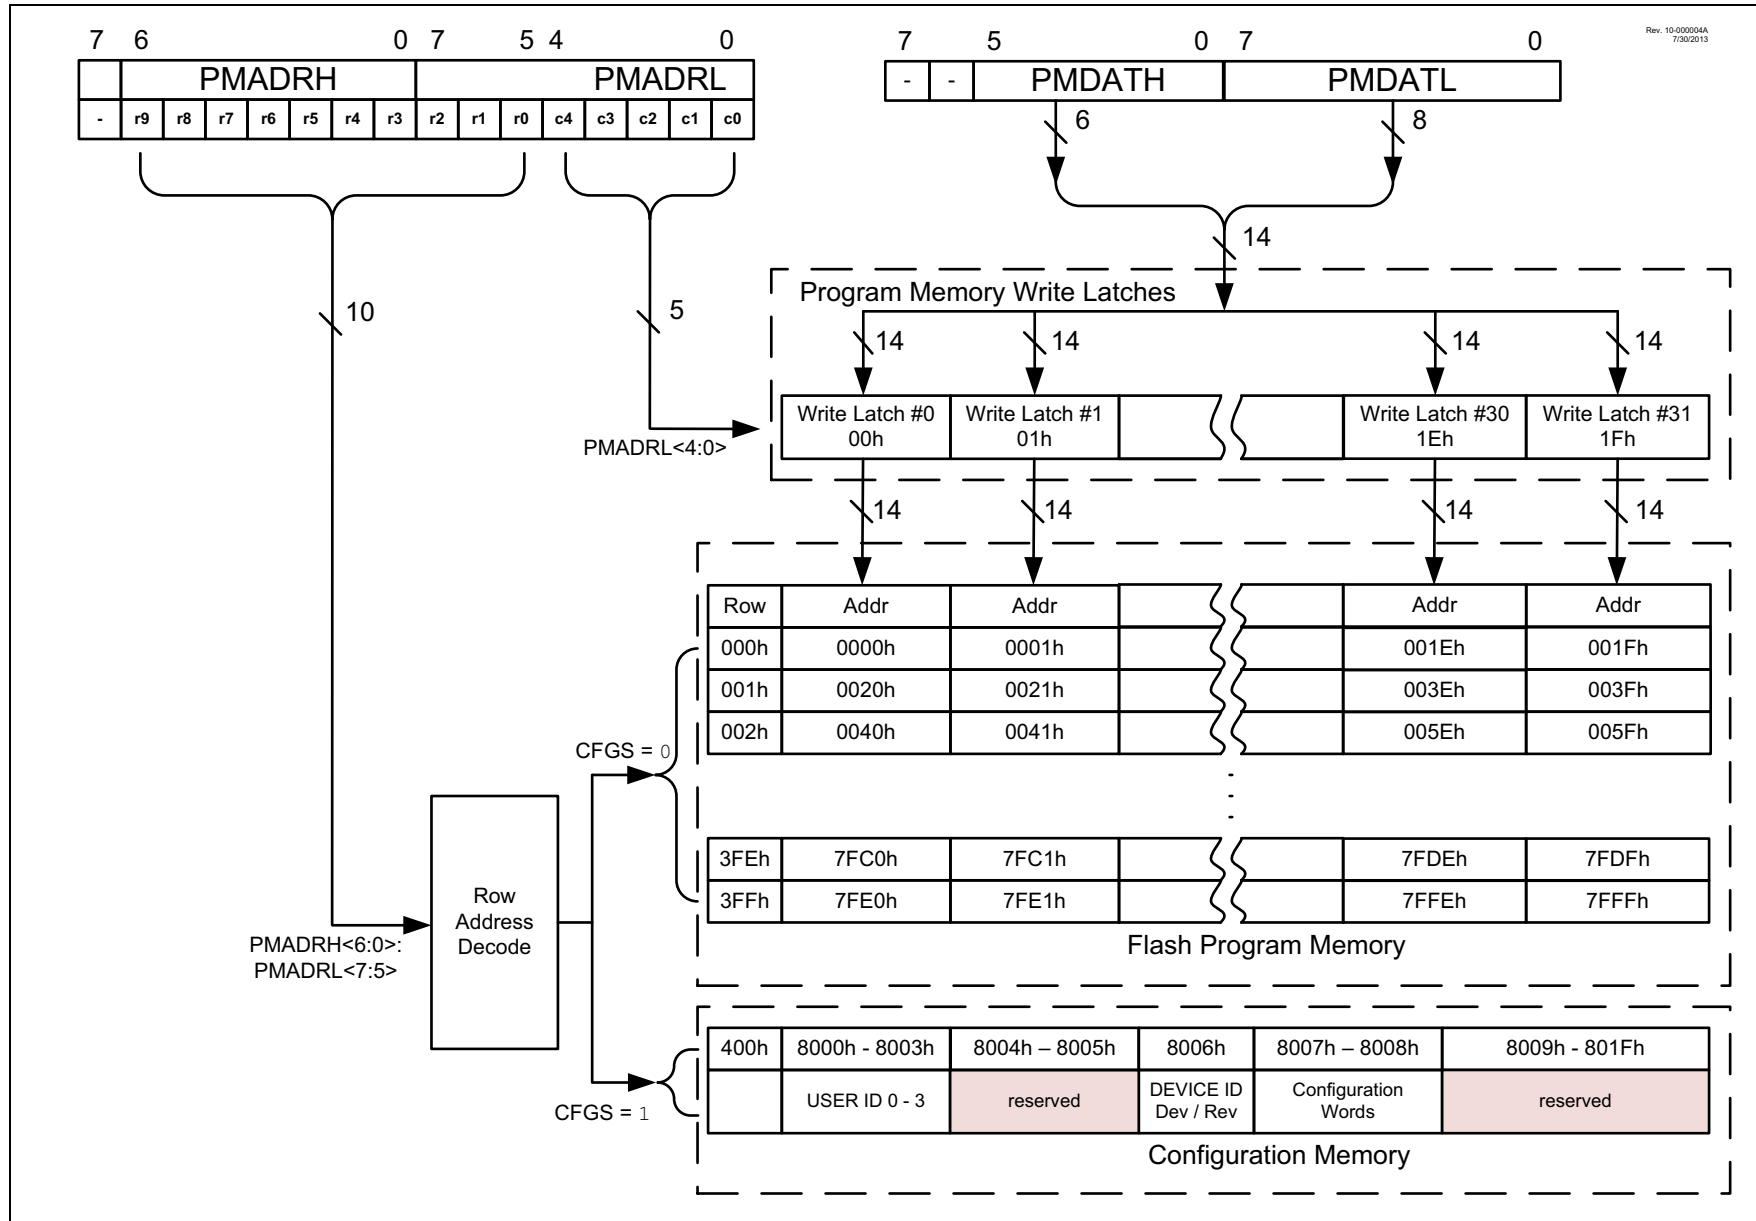 Rev. 10-000004A
7/30/2013
7 6 0 7 5 4 0
7 5 0 7 0
PMADRH PMADRL
- - PMDATH PMDATL
- r9 r8 r7 r6 r5 r4 r3 r2 r1 r0 c4 c3 c2 c1 c0
6 8
14
10
5
Program Memory Write Latches
14 14 14 14
Write Latch #0
00h
Write Latch #1
01h
Write Latch #30
1Eh
Write Latch #31
1Fh
PMADRL<4:0>
14 14 14 14
Row Addr Addr Addr Addr
000h 0000h 0001h 001Eh 001Fh
001h 0020h 0021h 003Eh 003Fh
002h 0040h 0041h 005Eh 005Fh
CFGS = 0
3FEh 7FC0h 7FC1h 7FDEh 7FDFh
3FFh 7FE0h 7FE1h 7FFEh 7FFFh
Row
Address
Decode
PMADRH<6:0>:
PMADRL<7:5>
Flash Program Memory
400h 8000h - 8003h 8004h – 8005h 8006h 8007h – 8008h 8009h - 801Fh
USER ID 0 - 3
reserved
DEVICE ID
Dev / Rev
Configuration
Words
reserved
CFGS = 1
Configuration Memory